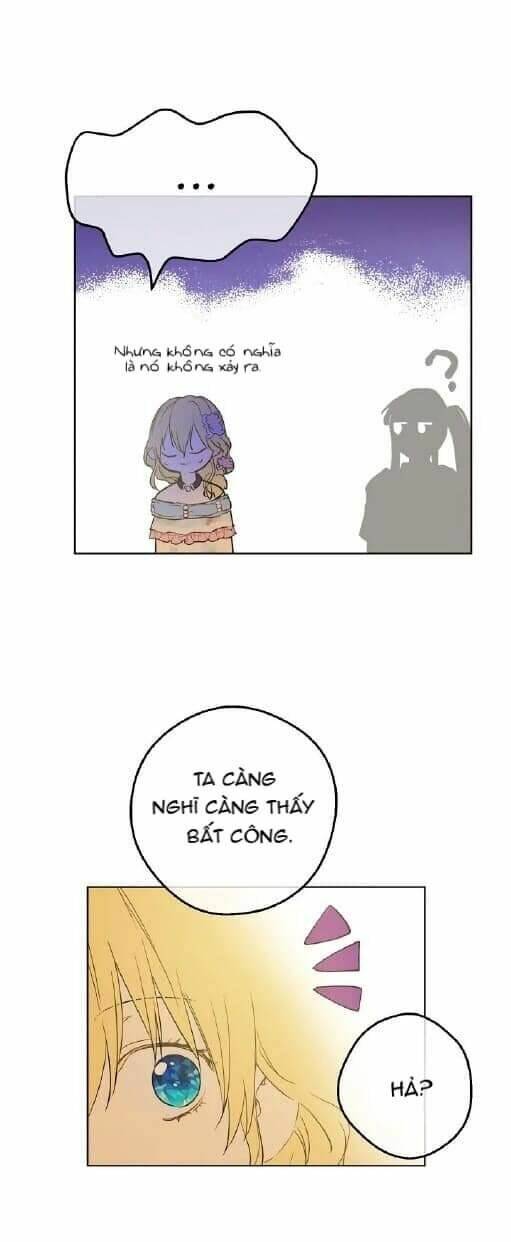 ...
Nhưng không có nghĩa
là nó không xảy ra.
?
TA CÀNG
NGHĨ CÀNG THẤY
BẤT CÔNG.
HẢ?